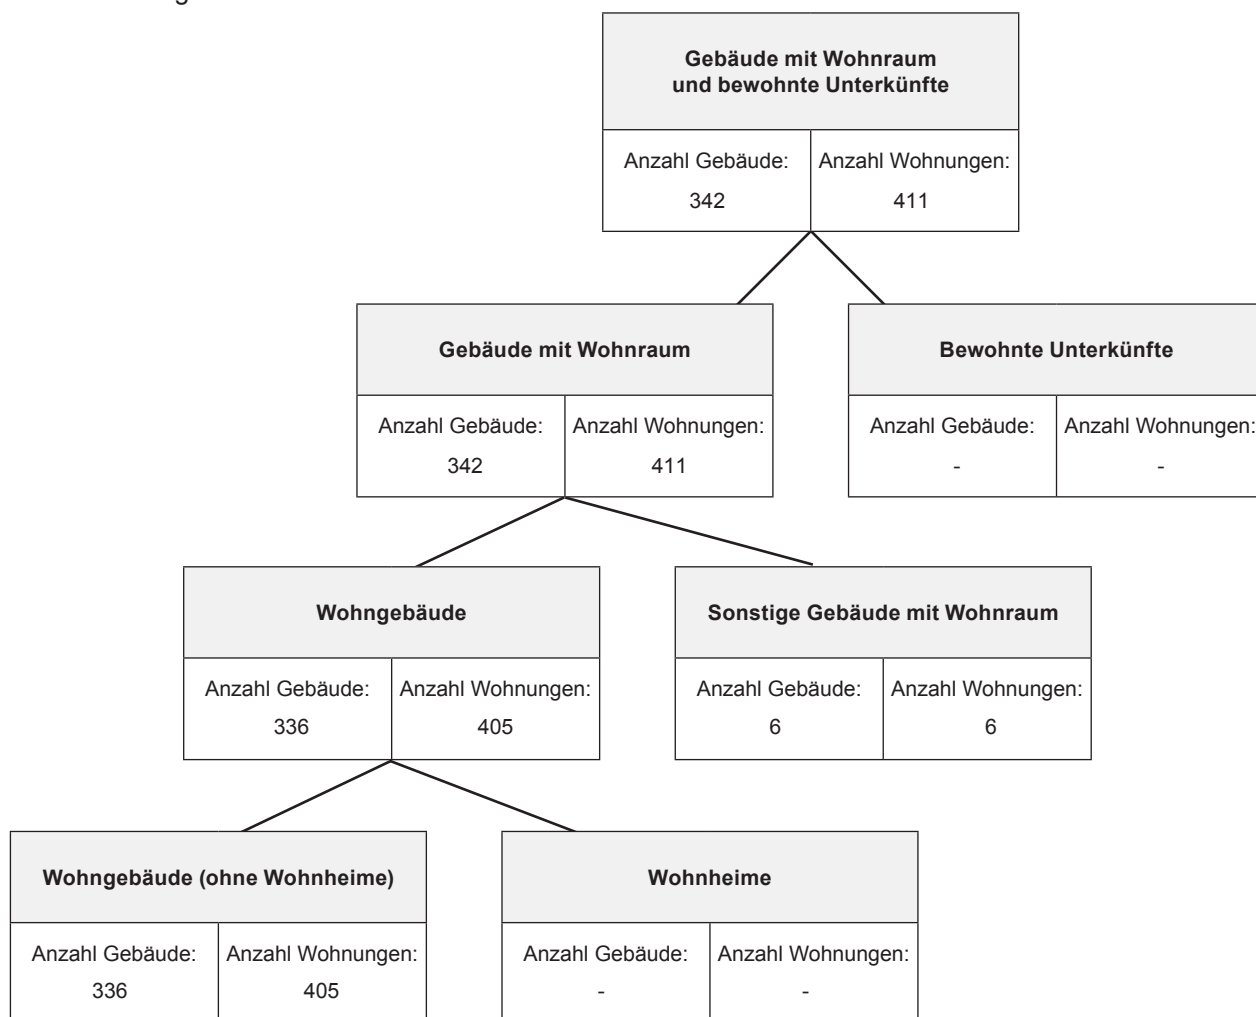 Gebäude mit Wohnraum
und bewohnte Unterkünfte
Anzahl Gebäude: Anzahl Wohnungen:
342 411
Gebäude mit Wohnraum
Anzahl Gebäude: Anzahl Wohnungen:
342 411
Bewohnte Unterkünfte
Anzahl Gebäude: Anzahl Wohnungen:
- -
Wohngebäude
Anzahl Gebäude: Anzahl Wohnungen:
336 405
Sonstige Gebäude mit Wohnraum
Anzahl Gebäude: Anzahl Wohnungen:
6 6
Wohngebäude (ohne Wohnheime)
Anzahl Gebäude: Anzahl Wohnungen:
336 405
Wohnheime
Anzahl Gebäude: Anzahl Wohnungen:
- -